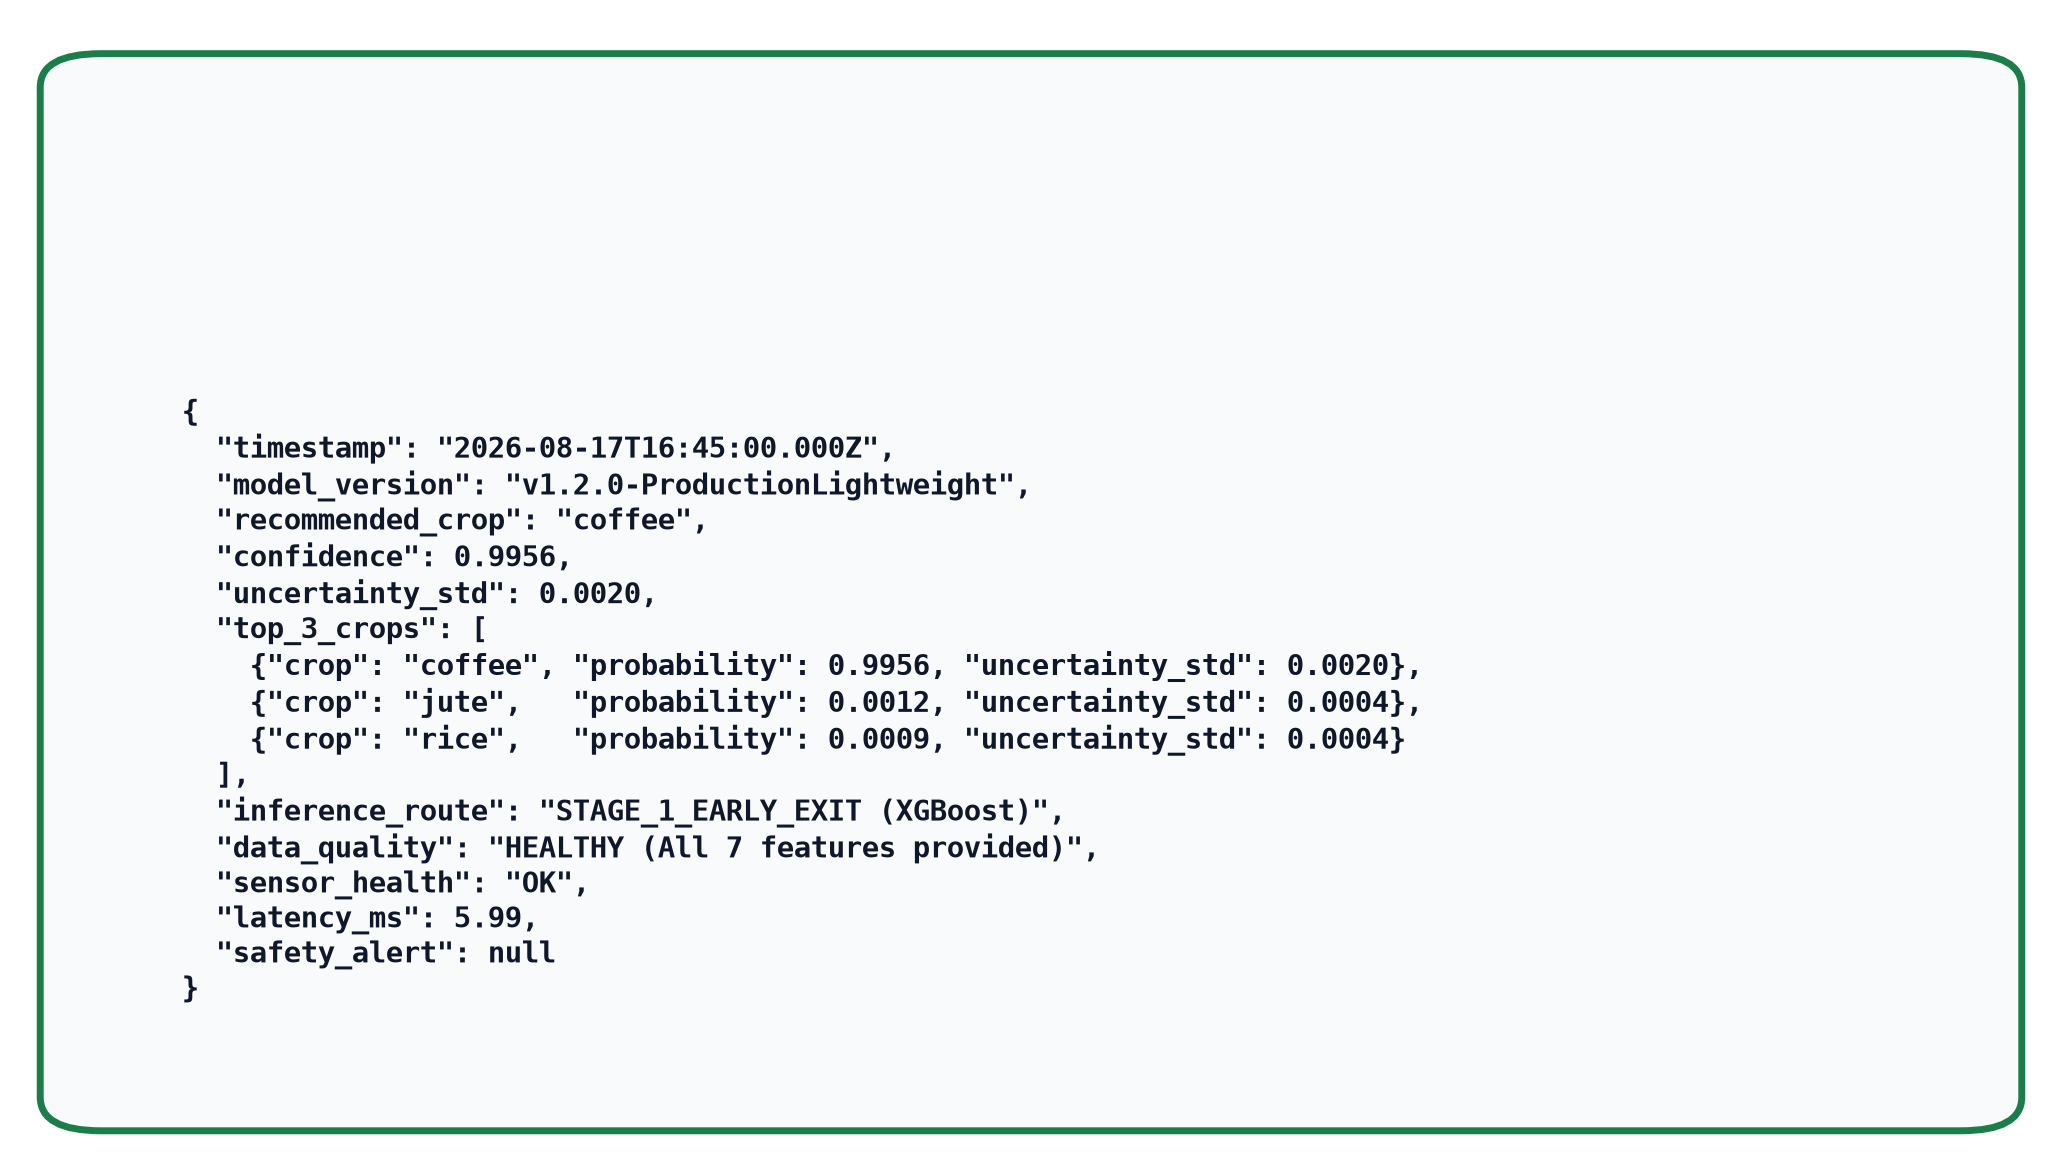 {
  "timestamp": "2026-08-17T16:45:00.000Z",
  "model_version": "v1.2.0-ProductionLightweight",
  "recommended_crop": "coffee",
  "confidence": 0.9956,
  "uncertainty_std": 0.0020,
  "top_3_crops": [
    {"crop": "coffee", "probability": 0.9956, "uncertainty_std": 0.0020},
    {"crop": "jute",   "probability": 0.0012, "uncertainty_std": 0.0004},
    {"crop": "rice",   "probability": 0.0009, "uncertainty_std": 0.0004}
  ],
  "inference_route": "STAGE_1_EARLY_EXIT (XGBoost)",
  "data_quality": "HEALTHY (All 7 features provided)",
  "sensor_health": "OK",
  "latency_ms": 5.99,
  "safety_alert": null
}